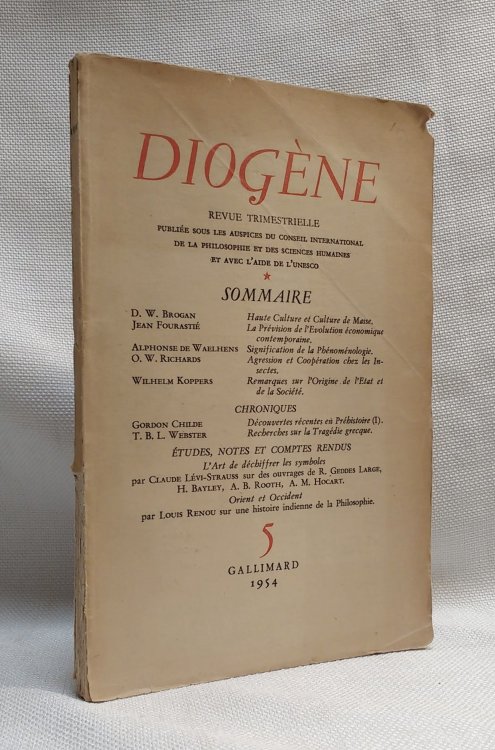 DIOGÈNE
REVUE TRIMESTRIELLE
PUBLIÉE SOUS LES AUSPICES DU CONSEIL INTERNATIONAL
DE LA PHILOSOPHIE ET DES SCIENCES HUMAINES
ET AVEC L'AIDE DE L'UNESCO
★
SOMMAIRE
D. W. BROGAN Haute Culture et Culture de Masse.
JEAN FOURASTIÉ La Prévision de l'Evolution économique
contemporaine.
ALPHONSE DE WAELHENS Signification de la Phénoménologie.
O. W. RICHARDS Agression et Coopération chez les In-
sectes.
WILHELM KOPPERS Remarques sur l'Origine de l'Etat et
de la Société.
CHRONIQUES
GORDON CHILDE Découvertes récentes en Préhistoire (I).
T. B. L. WEBSTER Recherches sur la Tragédie grecque.
ÉTUDES, NOTES ET COMPTES RENDUS
L'Art de déchiffrer les symboles
par CLAUDE LÉVI-STRAUSS sur des ouvrages de R. GEDDES LARGE,
H. BAYLEY, A. B. ROOTH, A. M. HOCART.
Orient et Occident
par LOUIS RENOU sur une histoire indienne de la Philosophie.
5
GALLIMARD
1954